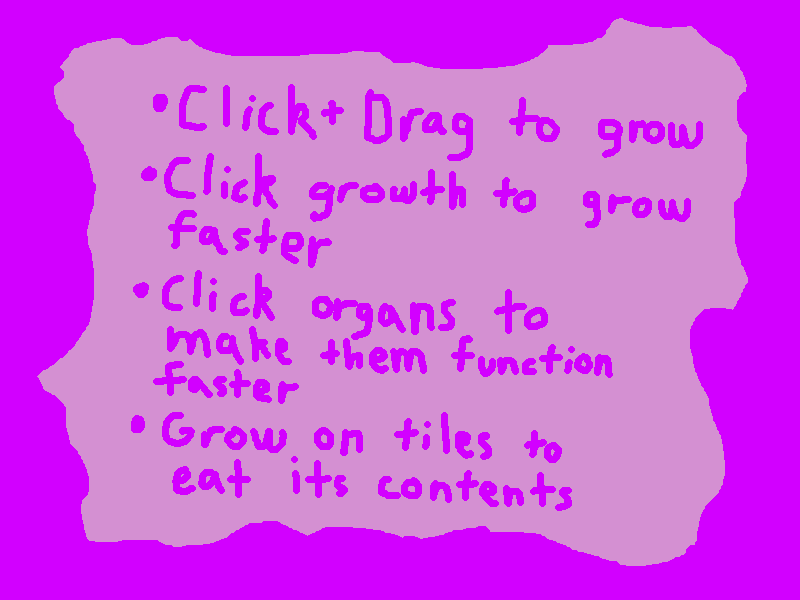 • Click+ Drag to grow
• Click growth to grow
faster
• Click organs to
make them function
faster
• Grow on tiles to
eat its contents